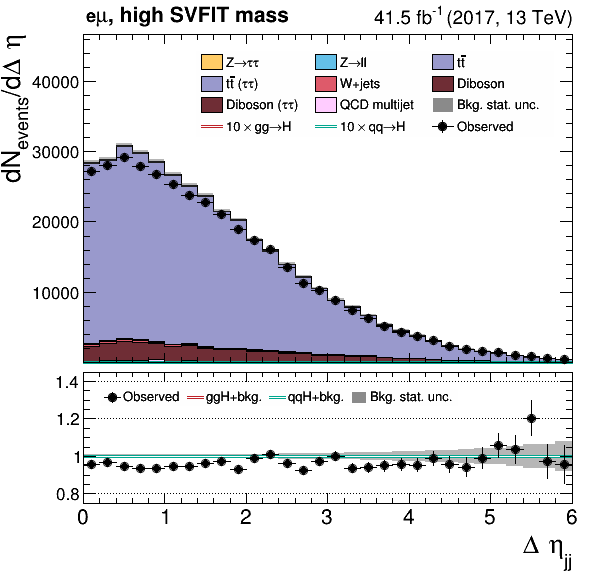 eμ, high SVFIT mass 41.5 fb⁻¹ (2017, 13 TeV)
dN_events/dΔ η
40000
30000
20000
10000
Z→ττ Z→ll tt̄
tt̄ (ττ) W+jets Diboson
Diboson (ττ) QCD multijet Bkg. stat. unc.
10 × gg→H 10 × qq→H Observed
1.4
1.2
1
0.8
Observed ggH+bkg. qqH+bkg. Bkg. stat. unc.
0 1 2 3 4 5 6
Δ η_jj